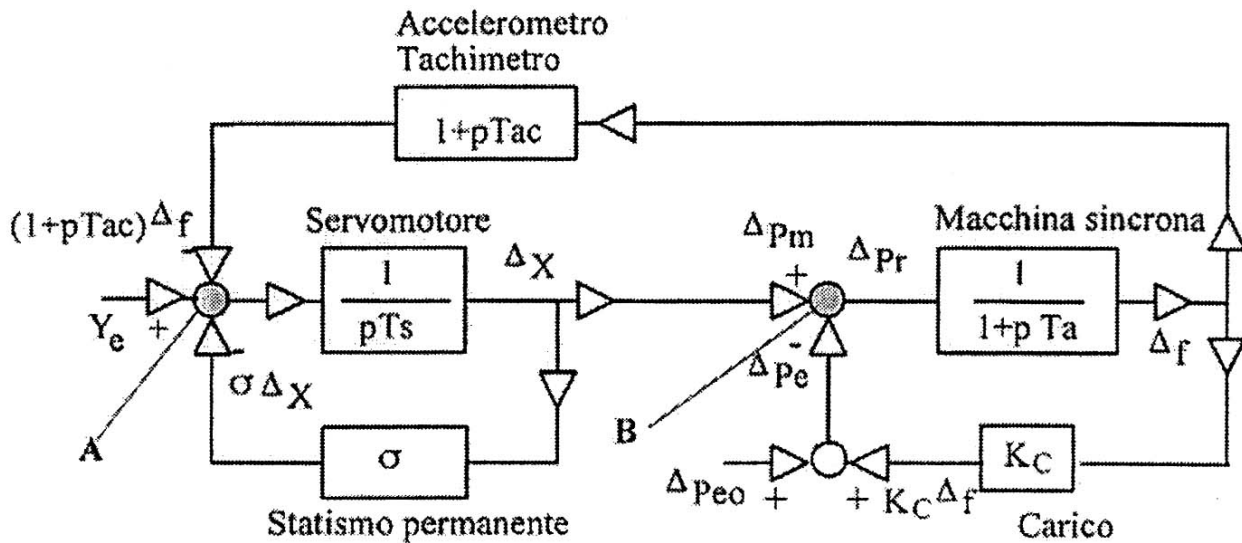 Accelerometro
Tachimetro
1+pTac
(1+pTac)Δf
-
Servomotore
ΔX
ΔPm
ΔPr
Macchina sincrona
+
Ye
+
1
pTs
1
1+p Ta
Δf
-
σΔX
-
ΔPe
A
B
σ
ΔPeo
+
+
KCΔf
KC
Statismo permanente
Carico